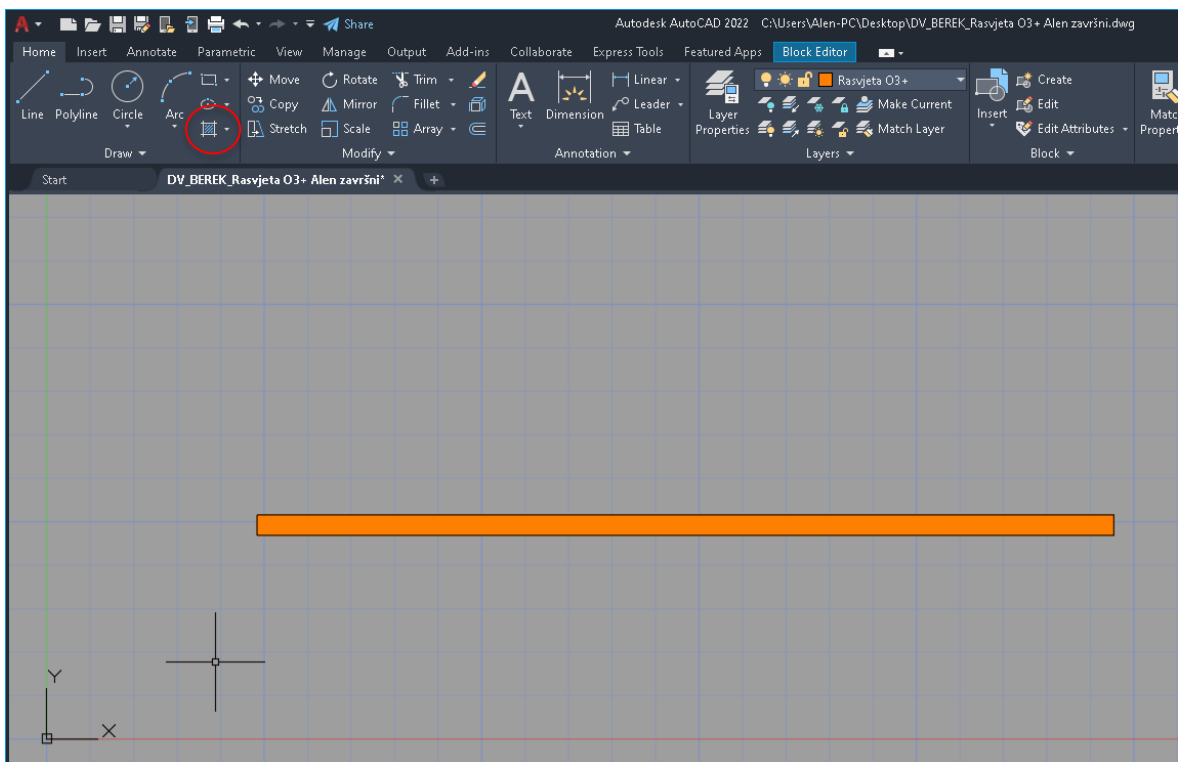 A Share Autodesk AutoCAD 2022 C:\Users\Alen-PC\Desktop\DV_BEREK_Rasvjeta O3+ Alen završni.dwg
Home Insert Annotate Parametric View Manage Output Add-ins Collaborate Express Tools Featured Apps Block Editor
Move Rotate Trim A Linear Rasvjeta O3+ Create
Copy Mirror Fillet Leader Make Current Edit
Line Polyline Circle Arc Text Dimension Layer Properties Insert
Stretch Scale Array Table Match Layer Edit Attributes
Draw Modify Annotation Layers Block
Start DV_BEREK_Rasvjeta O3+ Alen završni* × +
Y
X